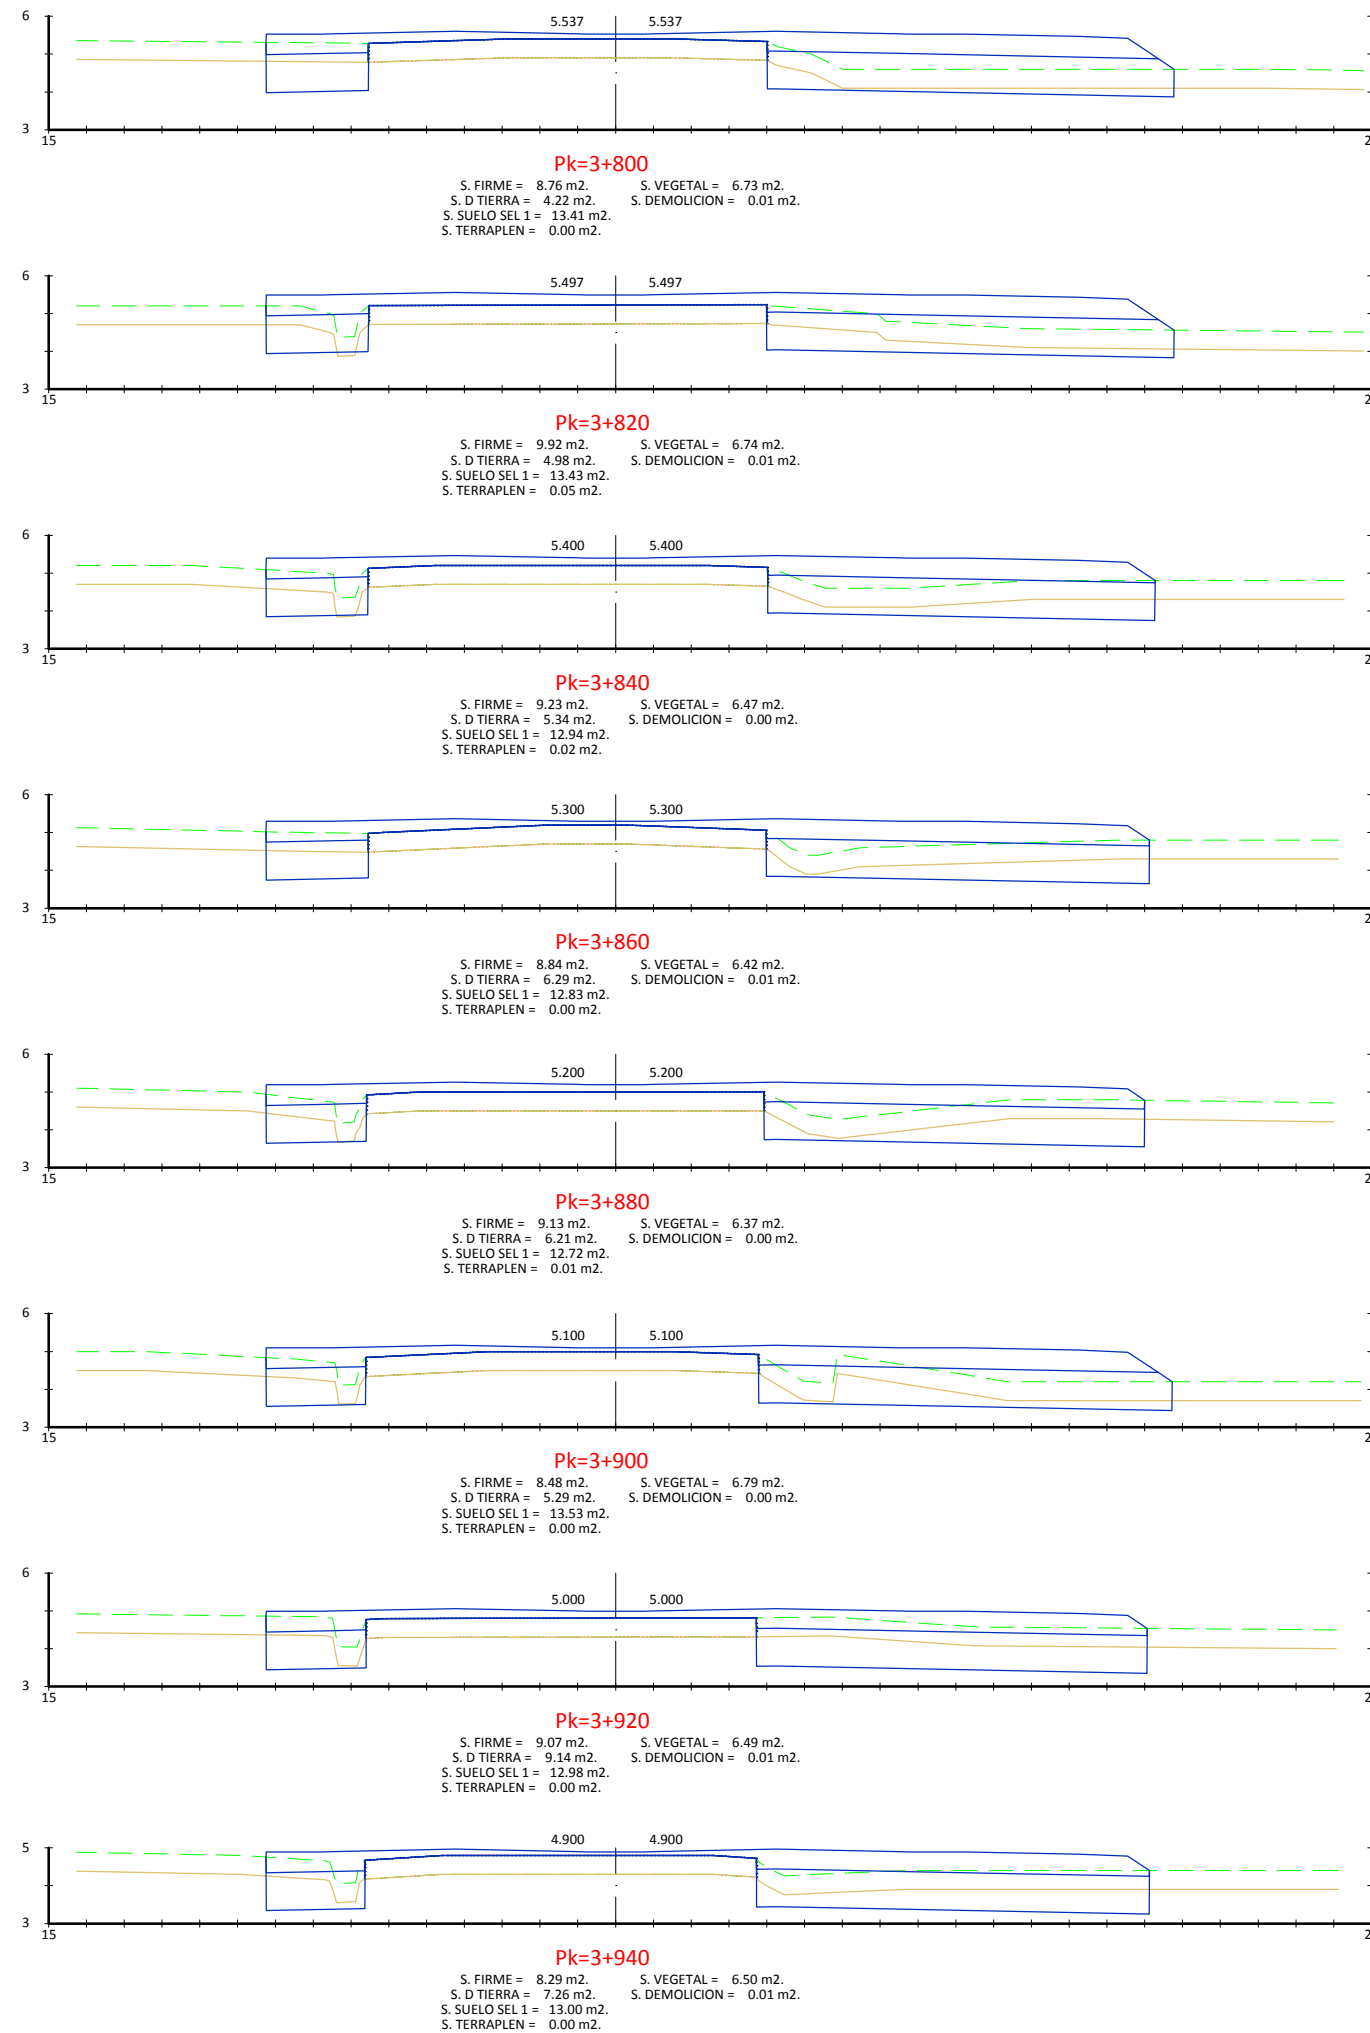 6
5.537 5.537
3
15 2
Pk=3+800
S. FIRME = 8.76 m2. S. VEGETAL = 6.73 m2.
S. D TIERRA = 4.22 m2. S. DEMOLICION = 0.01 m2.
S. SUELO SEL 1 = 13.41 m2.
S. TERRAPLEN = 0.00 m2.
6
5.497 5.497
3
15 2
Pk=3+820
S. FIRME = 9.92 m2. S. VEGETAL = 6.74 m2.
S. D TIERRA = 4.98 m2. S. DEMOLICION = 0.01 m2.
S. SUELO SEL 1 = 13.43 m2.
S. TERRAPLEN = 0.05 m2.
6
5.400 5.400
3
15 2
Pk=3+840
S. FIRME = 9.23 m2. S. VEGETAL = 6.47 m2.
S. D TIERRA = 5.34 m2. S. DEMOLICION = 0.00 m2.
S. SUELO SEL 1 = 12.94 m2.
S. TERRAPLEN = 0.02 m2.
6
5.300 5.300
3
15 2
Pk=3+860
S. FIRME = 8.84 m2. S. VEGETAL = 6.42 m2.
S. D TIERRA = 6.29 m2. S. DEMOLICION = 0.01 m2.
S. SUELO SEL 1 = 12.83 m2.
S. TERRAPLEN = 0.00 m2.
6
5.200 5.200
3
15 2
Pk=3+880
S. FIRME = 9.13 m2. S. VEGETAL = 6.37 m2.
S. D TIERRA = 6.21 m2. S. DEMOLICION = 0.00 m2.
S. SUELO SEL 1 = 12.72 m2.
S. TERRAPLEN = 0.01 m2.
6
5.100 5.100
3
15 2
Pk=3+900
S. FIRME = 8.48 m2. S. VEGETAL = 6.79 m2.
S. D TIERRA = 5.29 m2. S. DEMOLICION = 0.00 m2.
S. SUELO SEL 1 = 13.53 m2.
S. TERRAPLEN = 0.00 m2.
6
5.000 5.000
3
15 2
Pk=3+920
S. FIRME = 9.07 m2. S. VEGETAL = 6.49 m2.
S. D TIERRA = 9.14 m2. S. DEMOLICION = 0.01 m2.
S. SUELO SEL 1 = 12.98 m2.
S. TERRAPLEN = 0.00 m2.
5
4.900 4.900
3
15 2
Pk=3+940
S. FIRME = 8.29 m2. S. VEGETAL = 6.50 m2.
S. D TIERRA = 7.26 m2. S. DEMOLICION = 0.01 m2.
S. SUELO SEL 1 = 13.00 m2.
S. TERRAPLEN = 0.00 m2.